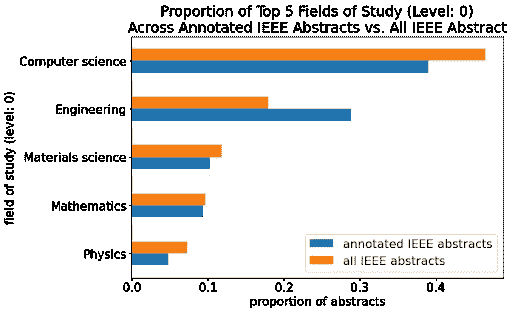 Proportion of Top 5 Fields of Study (Level: 0)
Across Annotated IEEE Abstracts vs. All IEEE Abstract
field of study (level: 0)
Computer science
Engineering
Materials science
Mathematics
Physics
annotated IEEE abstracts
all IEEE abstracts
0.0 0.1 0.2 0.3 0.4
proportion of abstracts